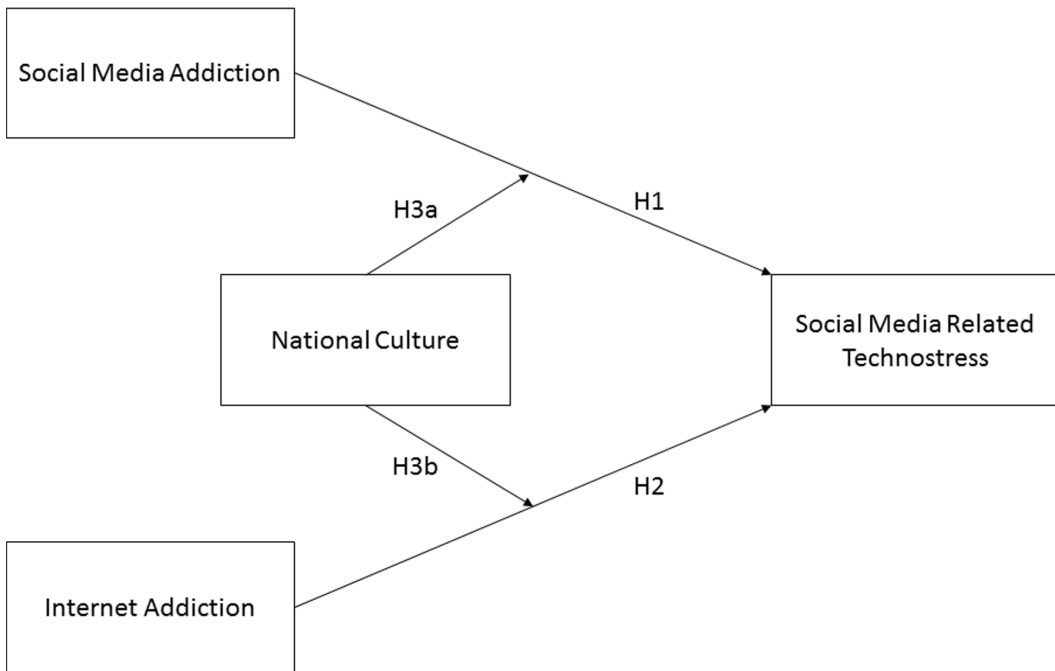 Social Media Addiction
H3a
H1
National Culture
Social Media Related
Technostress
H3b
H2
Internet Addiction